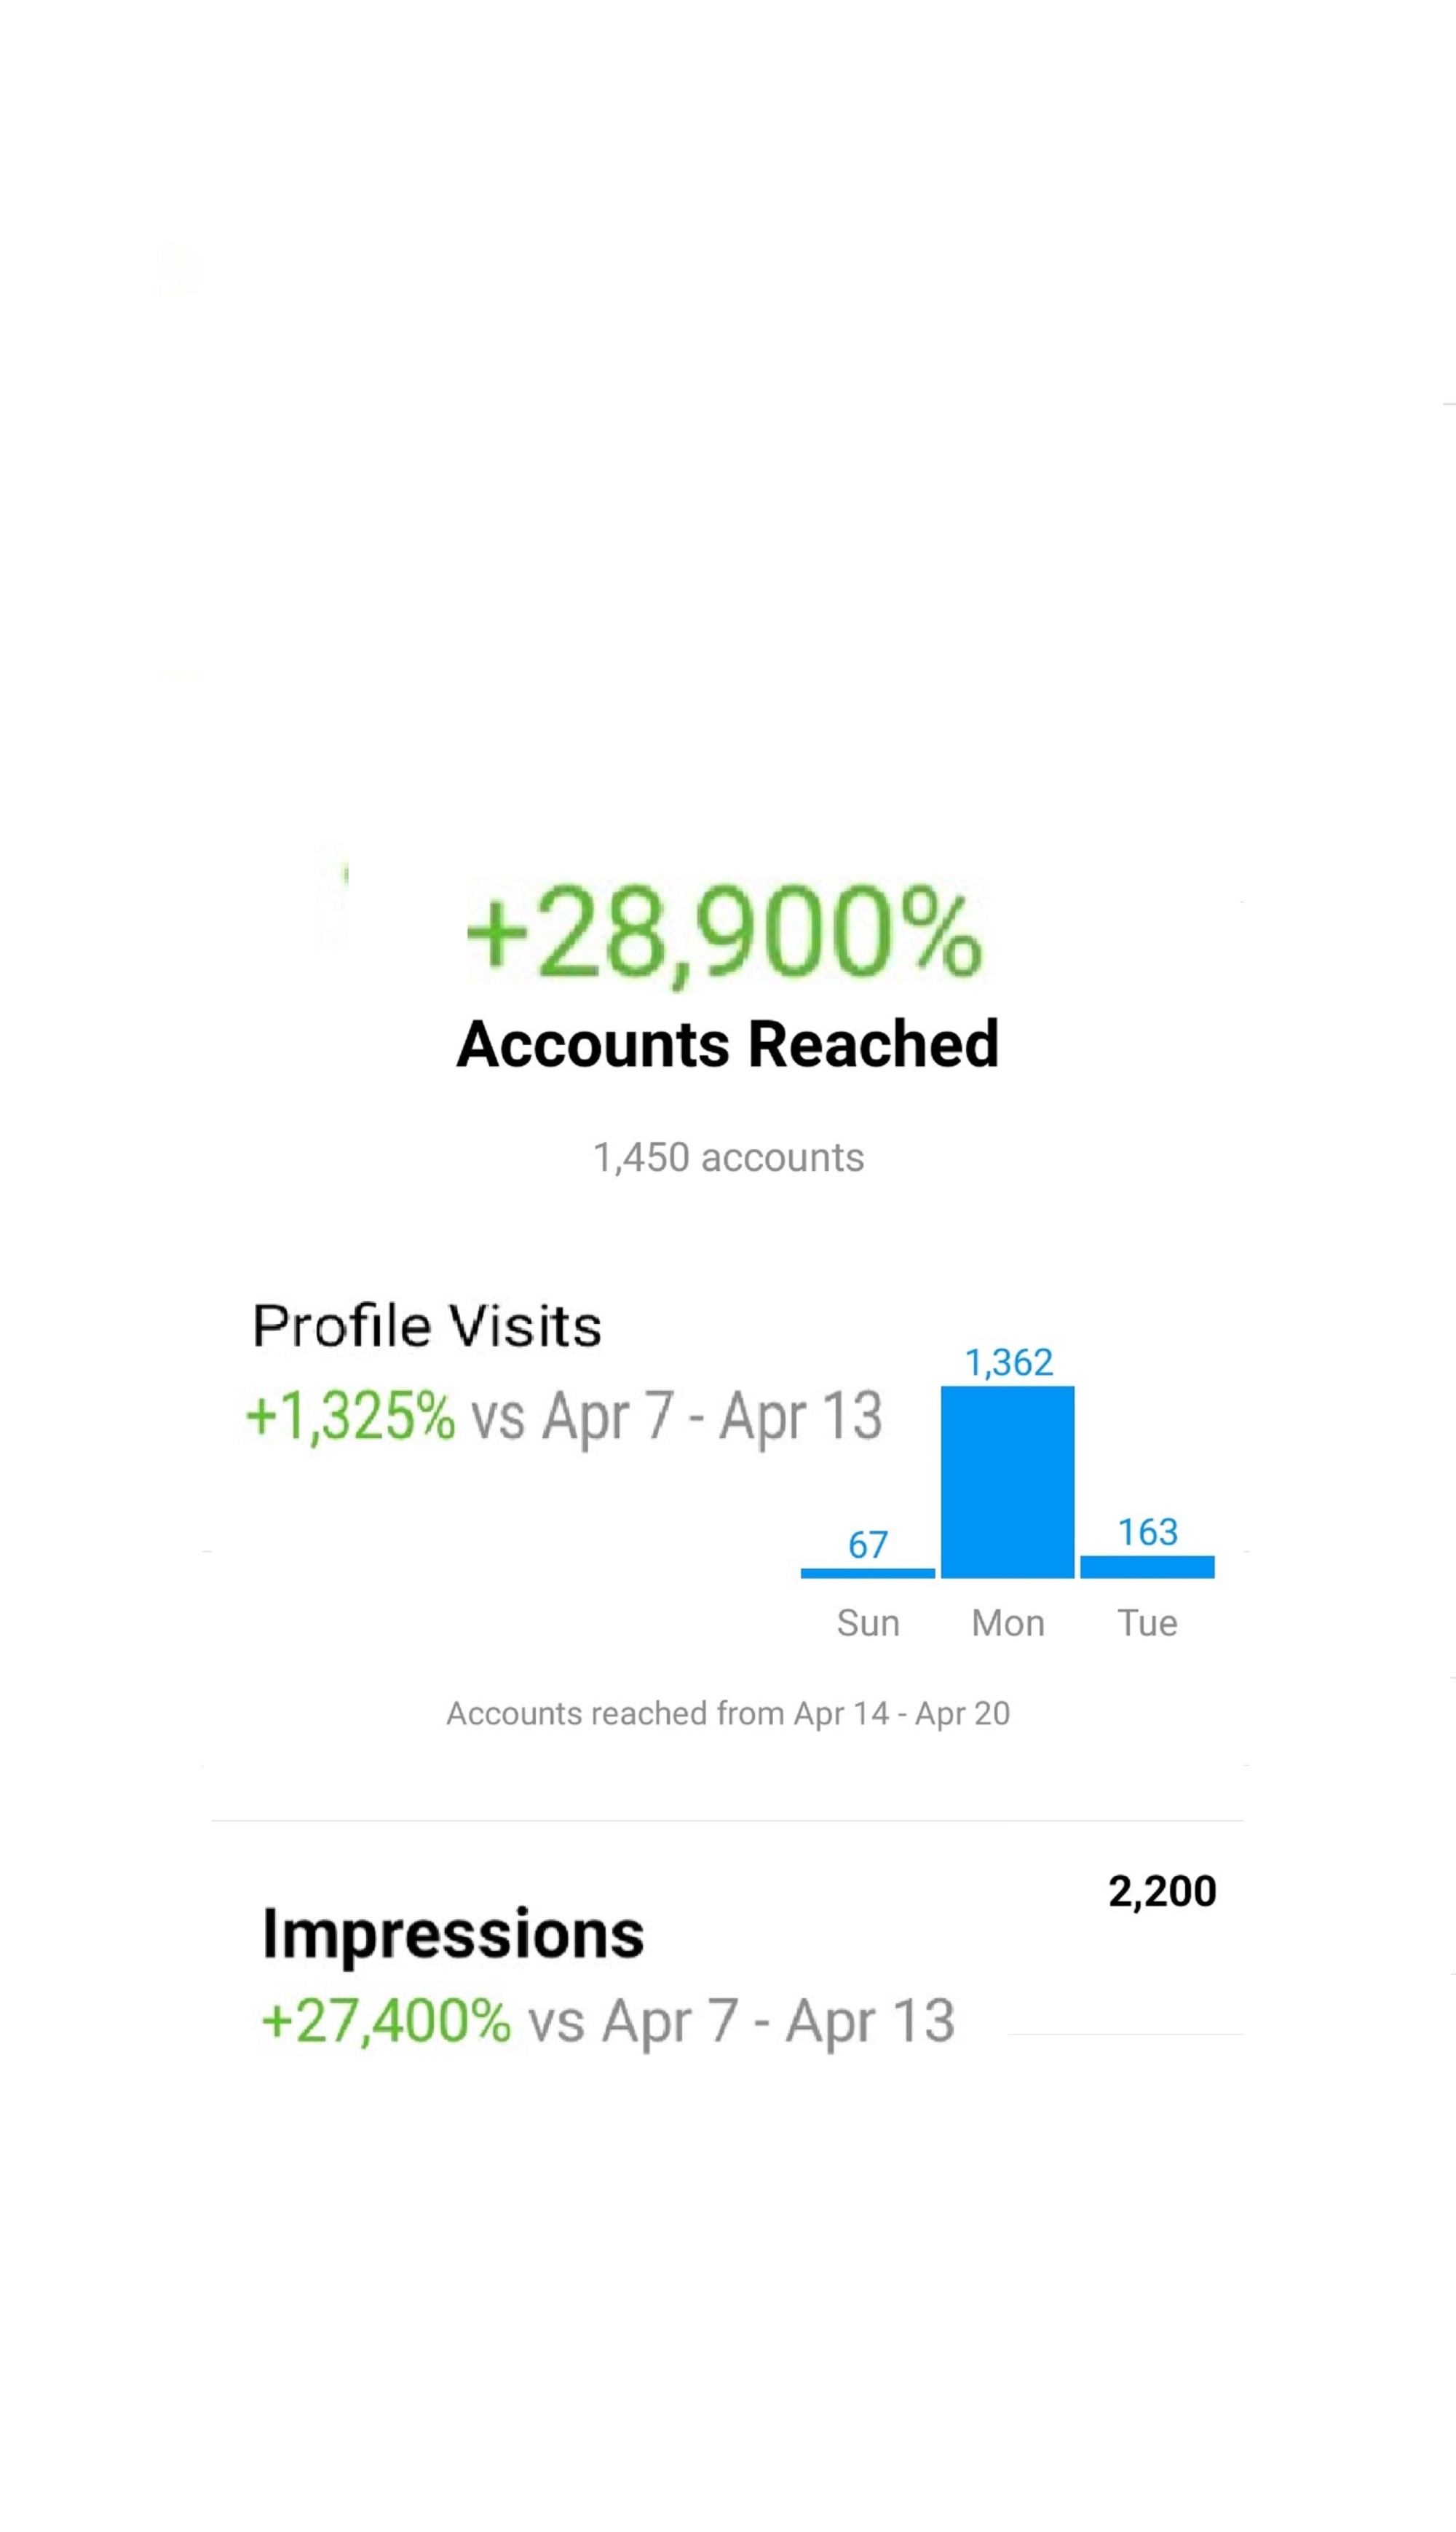 +28,900%
Accounts Reached
1,450 accounts
Profile Visits
+1,325% vs Apr 7 - Apr 13
1,362
67
163
Sun Mon Tue
Accounts reached from Apr 14 - Apr 20
2,200
Impressions
+27,400% vs Apr 7 - Apr 13